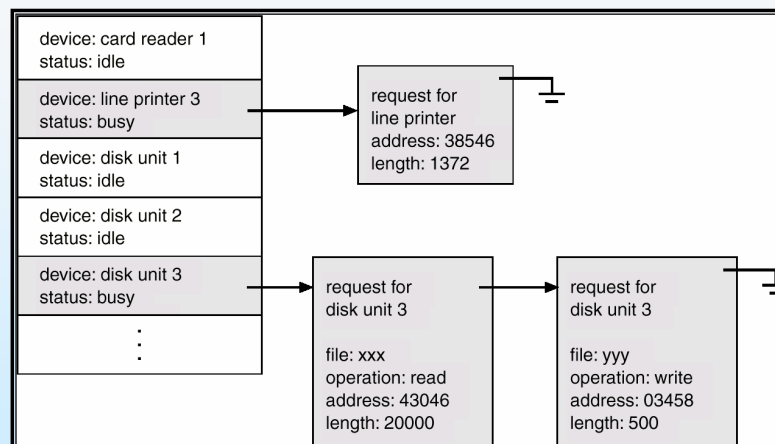 device: card reader 1
status: idle
device: line printer 3
status: busy
device: disk unit 1
status: idle
device: disk unit 2
status: idle
device: disk unit 3
status: busy
request for
line printer
address: 38546
length: 1372
request for
disk unit 3
file: xxx
operation: read
address: 43046
length: 20000
request for
disk unit 3
file: yyy
operation: write
address: 03458
length: 500